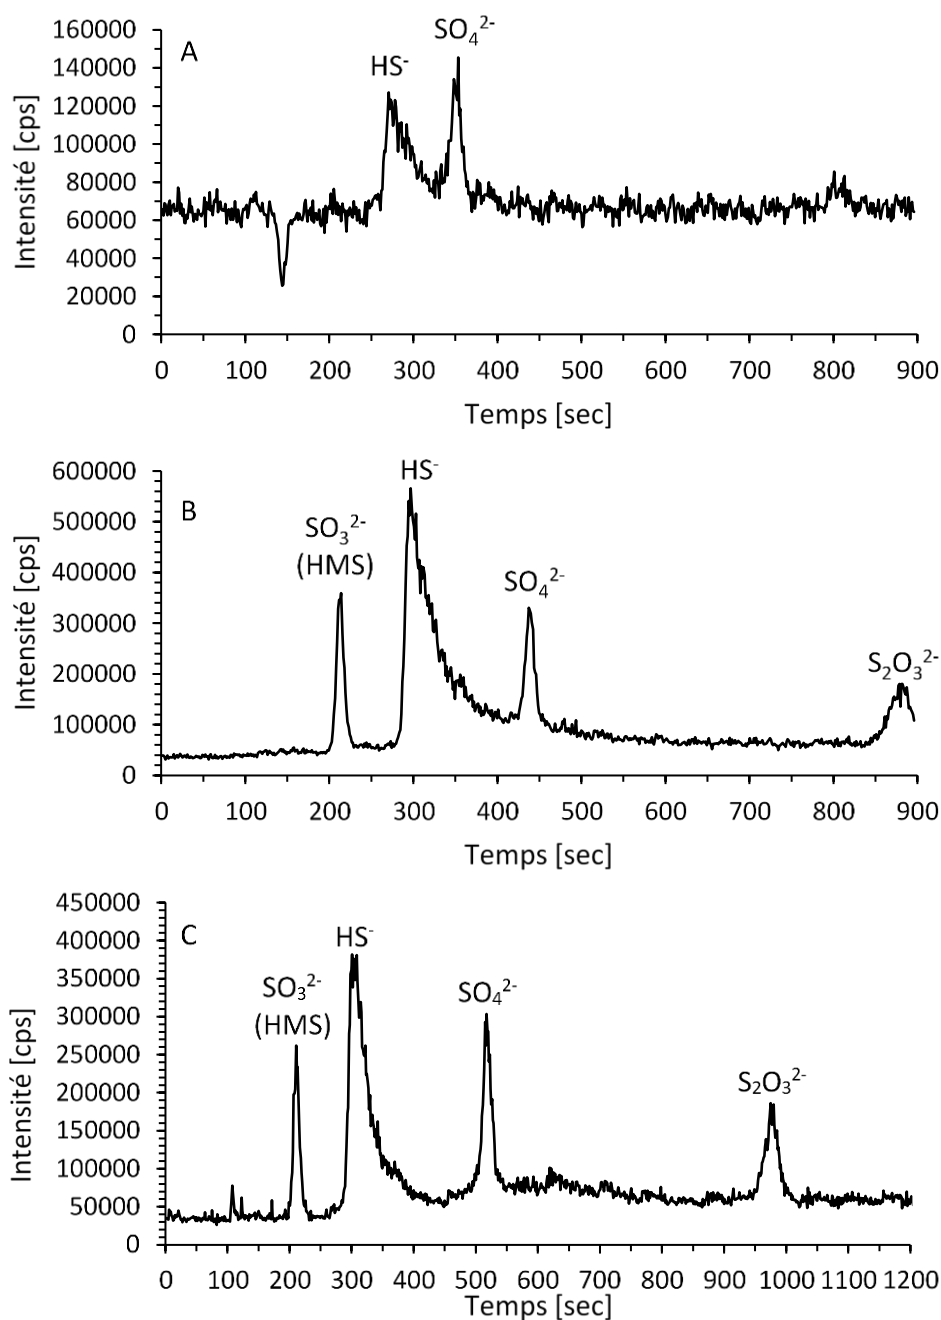 A
SO₄²⁻
HS⁻
Intensité [cps]
160000
140000
120000
100000
80000
60000
40000
20000
0
0 100 200 300 400 500 600 700 800 900
Temps [sec]
B
HS⁻
SO₃²⁻
(HMS)
SO₄²⁻
S₂O₃²⁻
Intensité [cps]
600000
500000
400000
300000
200000
100000
0
0 100 200 300 400 500 600 700 800 900
Temps [sec]
C
HS⁻
SO₃²⁻
(HMS)
SO₄²⁻
S₂O₃²⁻
Intensité [cps]
450000
400000
350000
300000
250000
200000
150000
100000
50000
0
0 100 200 300 400 500 600 700 800 900 1000 1100 1200
Temps [sec]